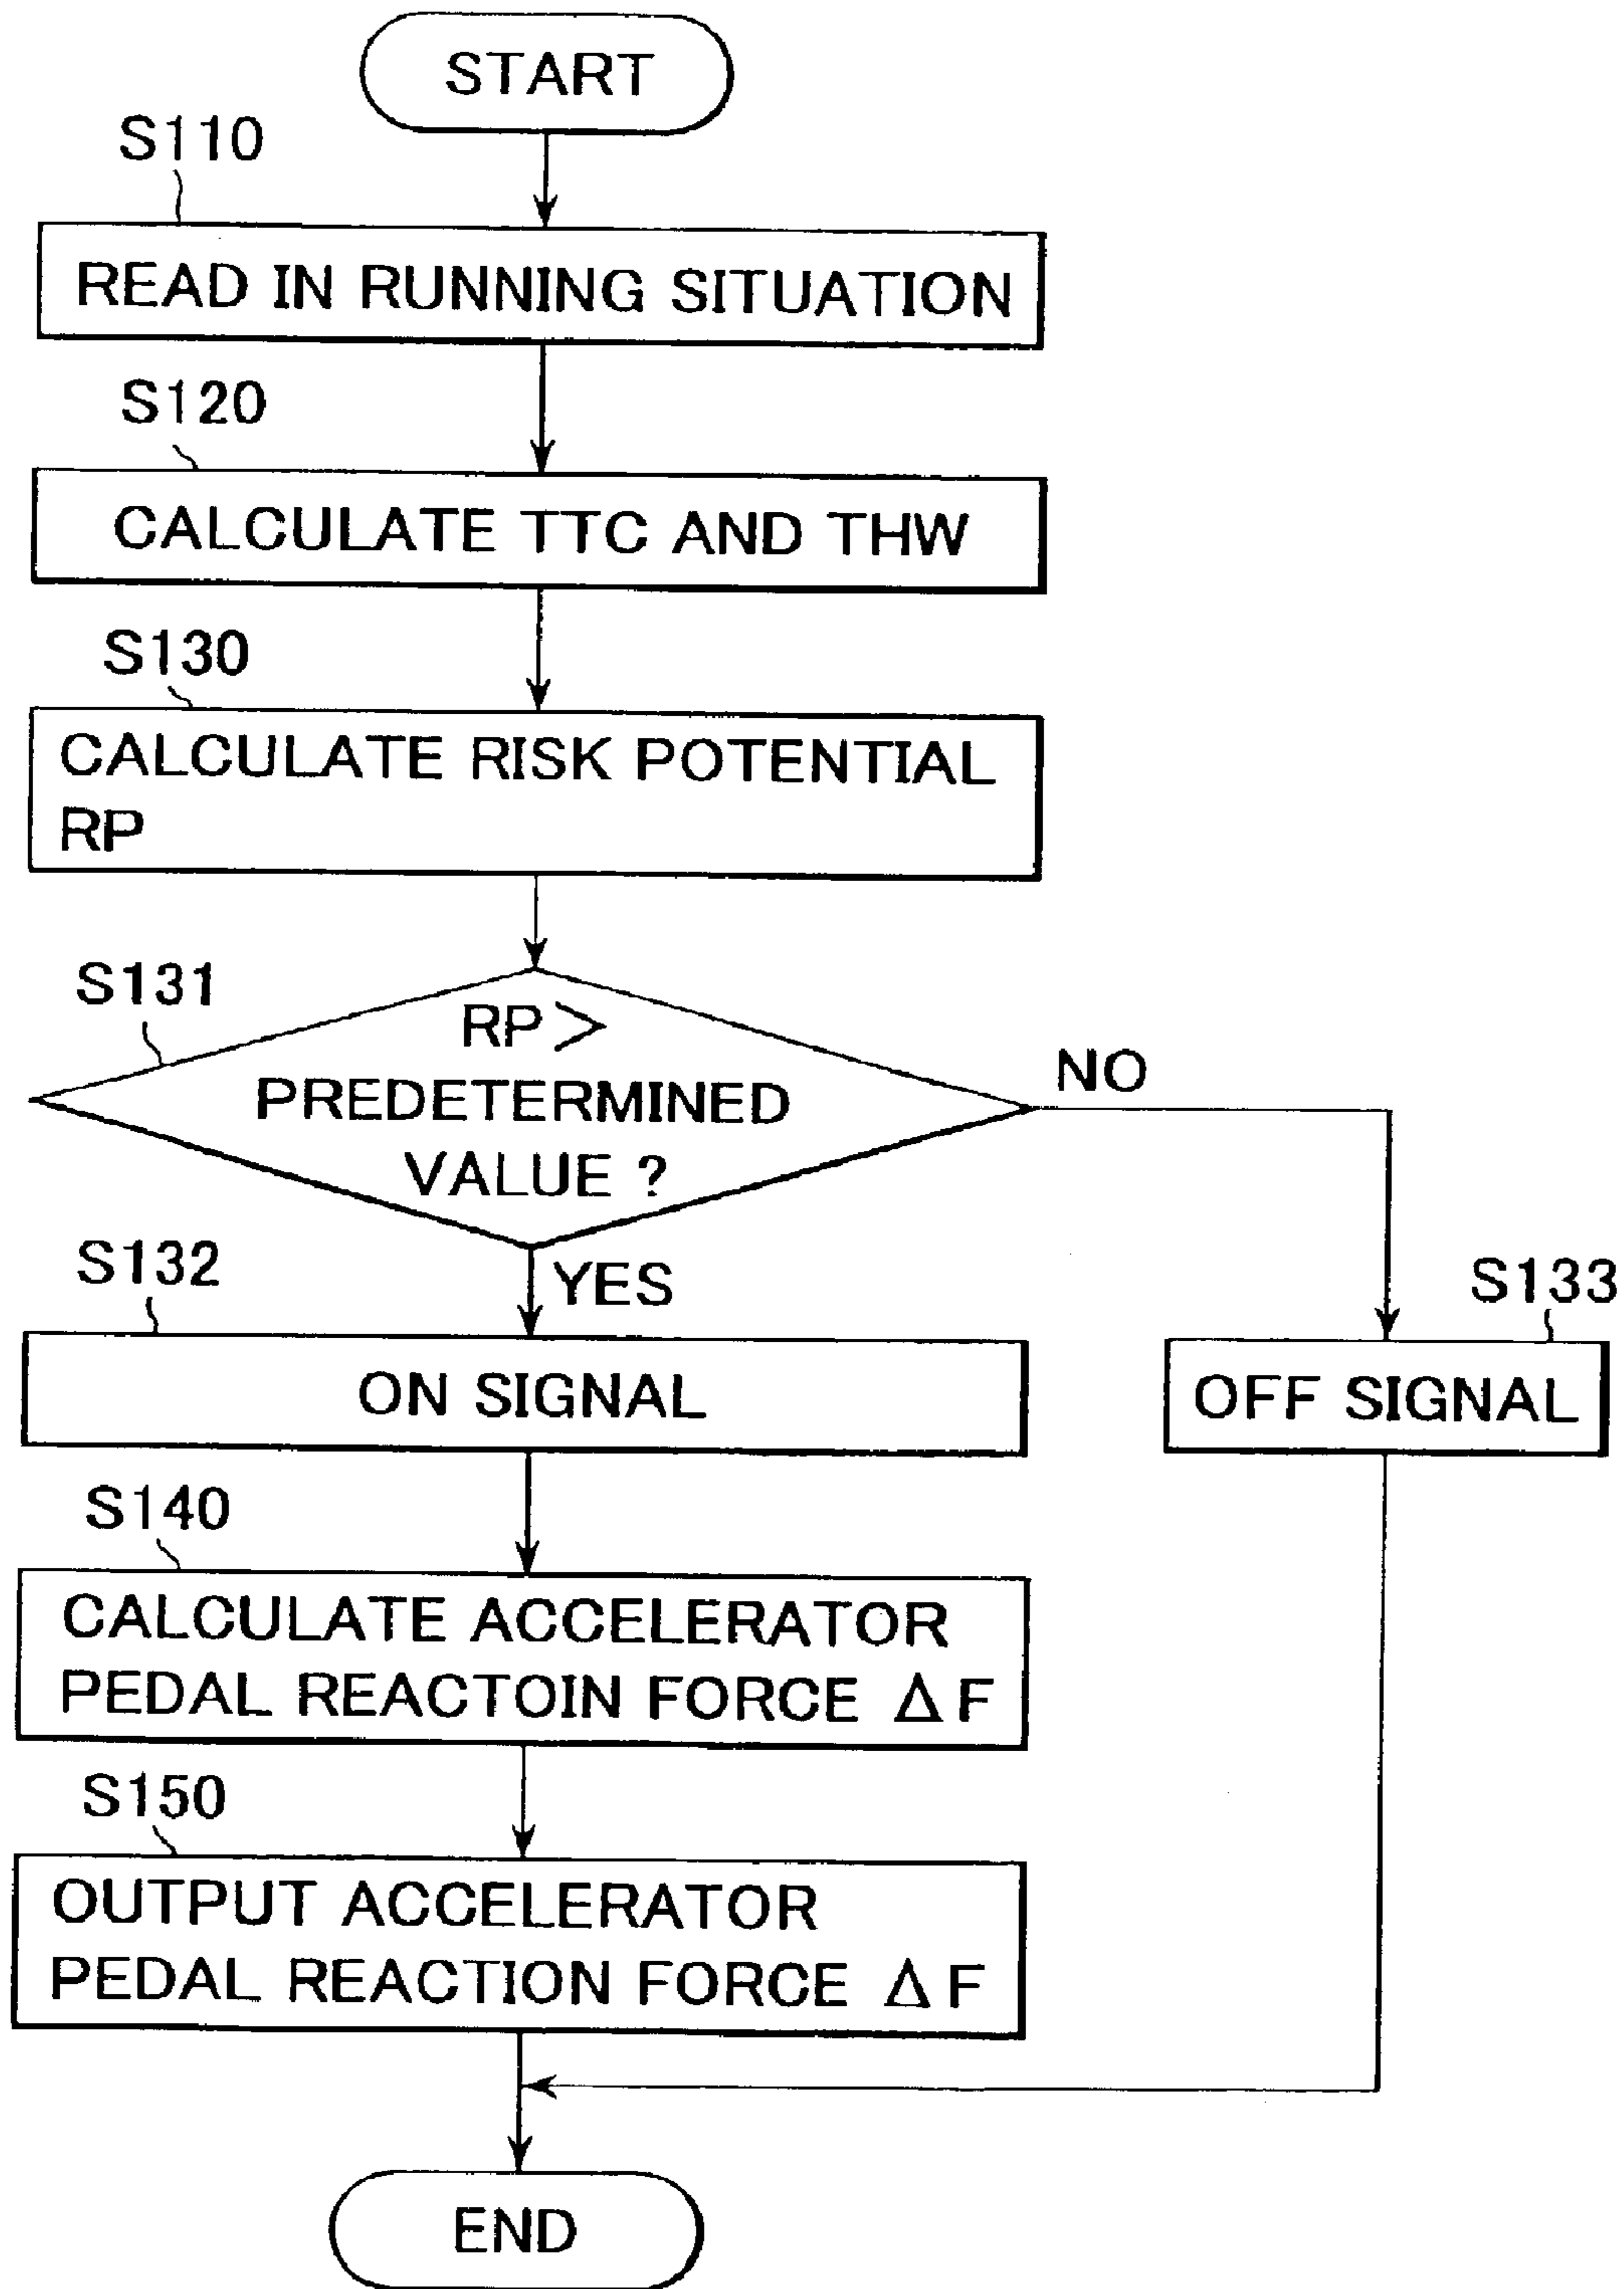 START
S110
READ IN RUNNING SITUATION
S120
CALCULATE TTC AND THW
S130
CALCULATE RISK POTENTIAL
RP
S131
RP >
PREDETERMINED
VALUE ?
NO
YES
S132
ON SIGNAL
S133
OFF SIGNAL
S140
CALCULATE ACCELERATOR
PEDAL REACTOIN FORCE Δ F
S150
OUTPUT ACCELERATOR
PEDAL REACTION FORCE Δ F
END